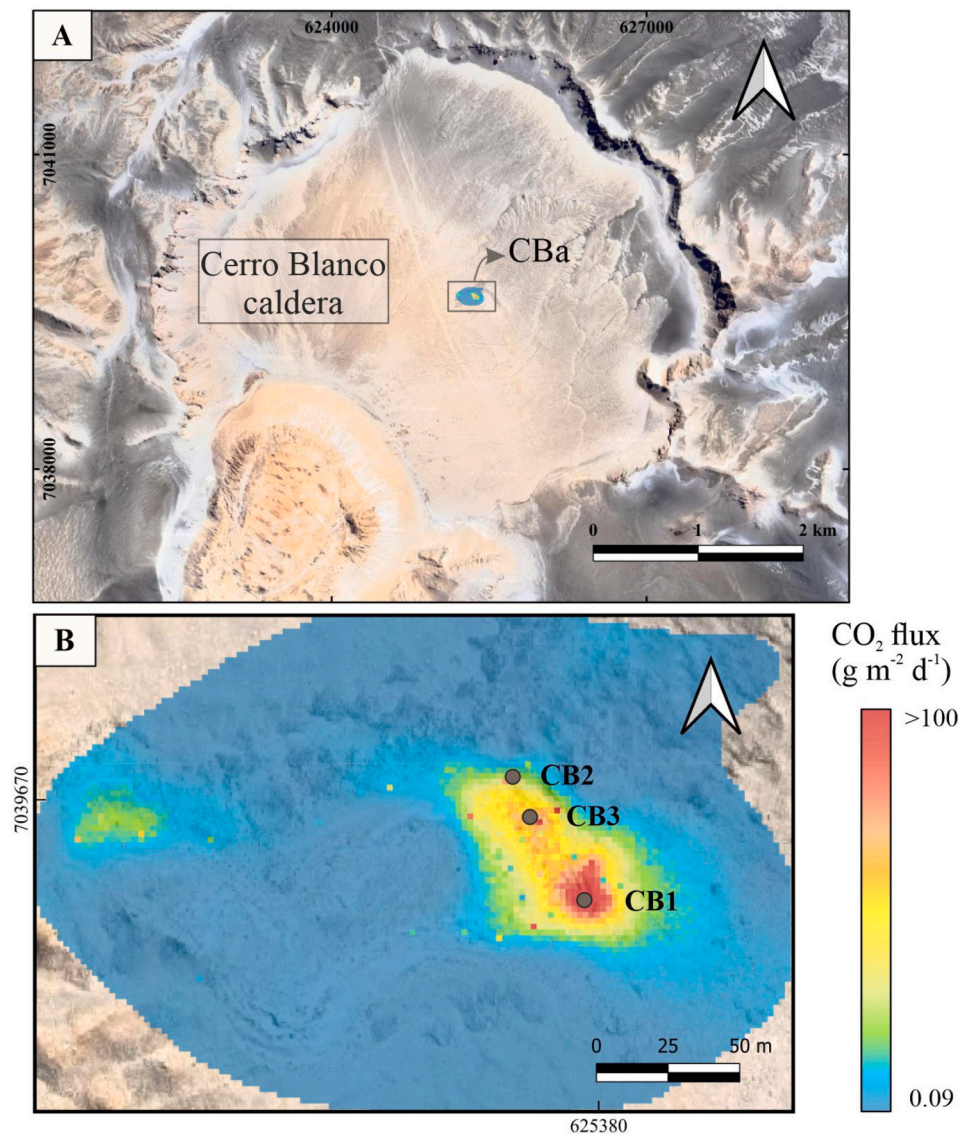 A
624000
627000
7041000
CBa
Cerro Blanco
caldera
7038000
0 1 2 km
B
CO₂ flux
(g m⁻² d⁻¹)
>100
CB2
7039670
CB3
CB1
0 25 50 m
0.09
625380